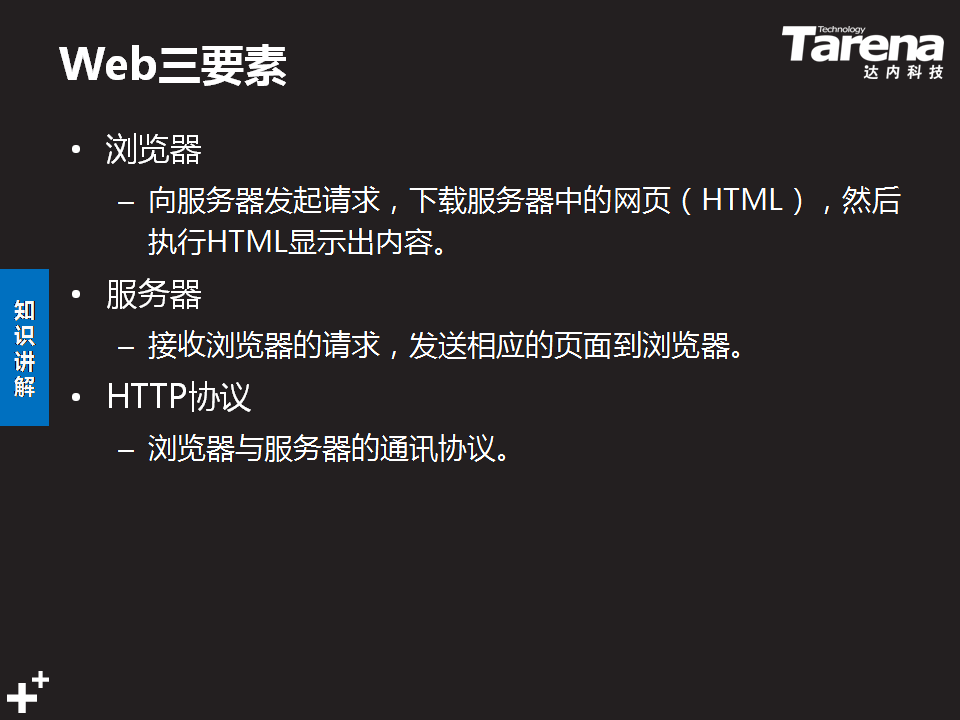 Web三要素
Technology
Tarena
达内科技
• 浏览器
– 向服务器发起请求，下载服务器中的网页（HTML），然后
执行HTML显示出内容。
• 服务器
– 接收浏览器的请求，发送相应的页面到浏览器。
• HTTP协议
– 浏览器与服务器的通讯协议。
知
识
讲
解